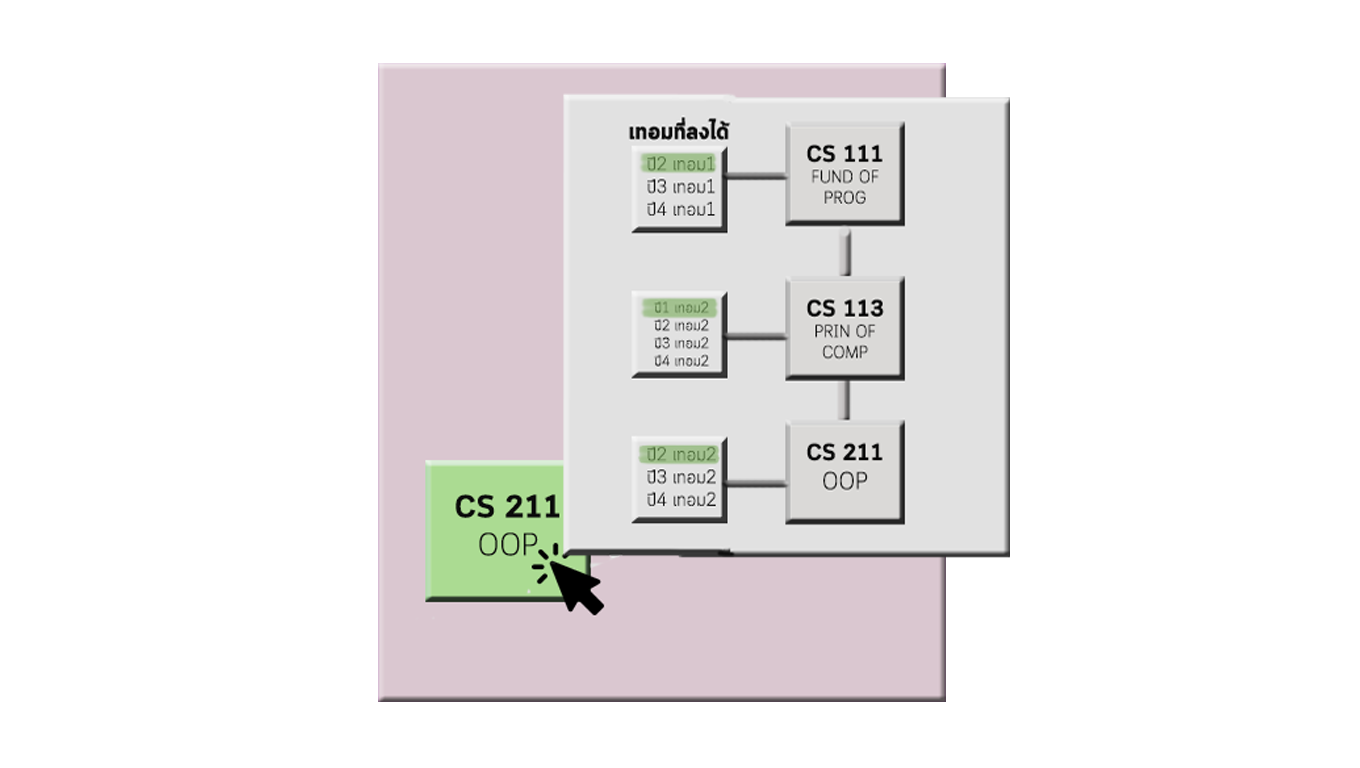 เทอมที่ลงได้
ปี2 เทอม1
ปี3 เทอม1
ปี4 เทอม1
CS 111
FUND OF
PROG
ปี1 เทอม2
ปี2 เทอม2
ปี3 เทอม2
ปี4 เทอม2
CS 113
PRIN OF
COMP
ปี2 เทอม2
ปี3 เทอม2
ปี4 เทอม2
CS 211
OOP
CS 211
OOP